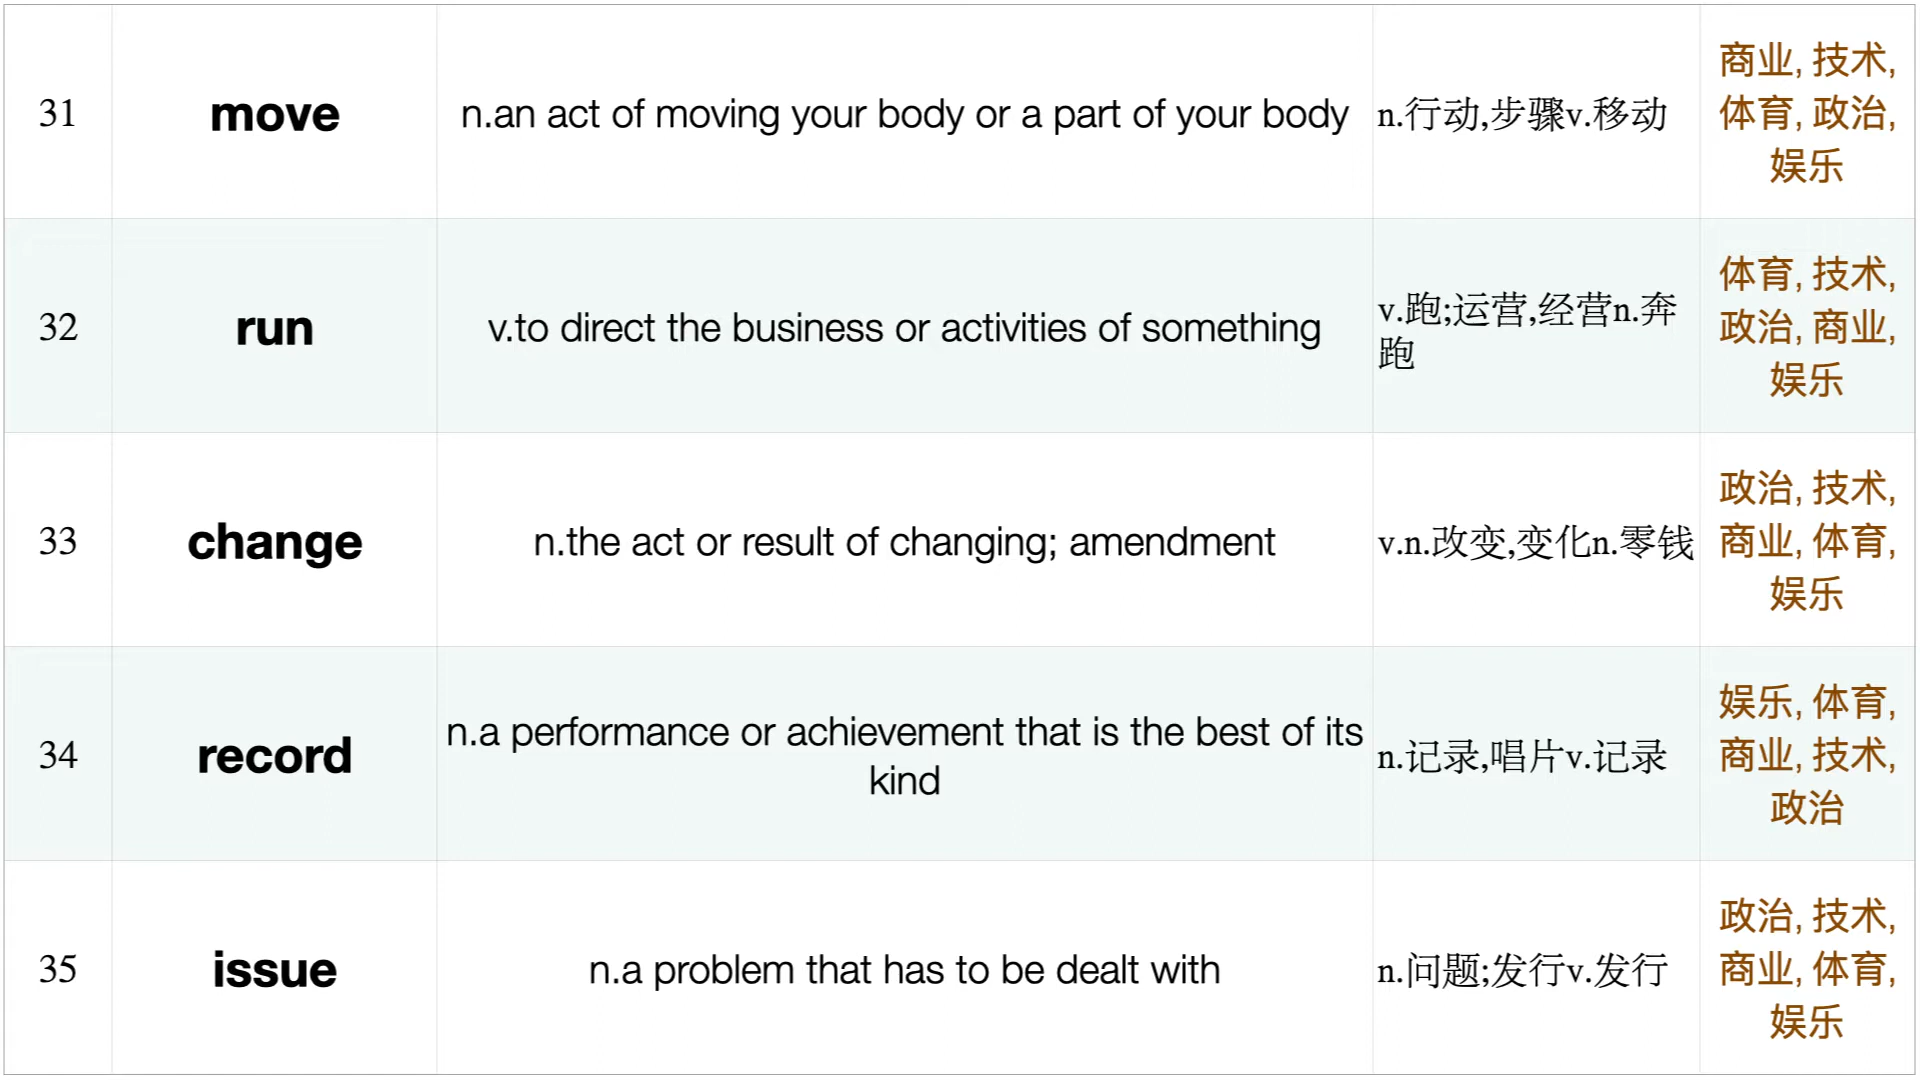 31
move
n.an act of moving your body or a part of your body
n.行动,步骤v.移动
商业, 技术,
体育, 政治,
娱乐
32
run
v.to direct the business or activities of something
v.跑;运营,经营n.奔
跑
体育, 技术,
政治, 商业,
娱乐
33
change
n.the act or result of changing; amendment
v.n.改变,变化n.零钱
政治, 技术,
商业, 体育,
娱乐
34
record
n.a performance or achievement that is the best of its
kind
n.记录,唱片v.记录
娱乐, 体育,
商业, 技术,
政治
35
issue
n.a problem that has to be dealt with
n.问题;发行v.发行
政治, 技术,
商业, 体育,
娱乐